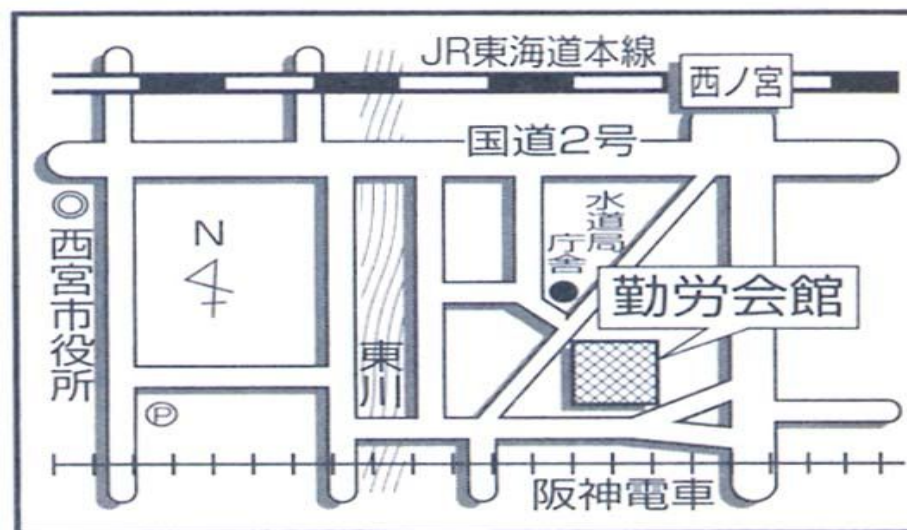 JR東海道本線
西ノ宮
国道2号
水道局
庁舎
◎西宮市役所
N
勤労会館
東川
P
阪神電車